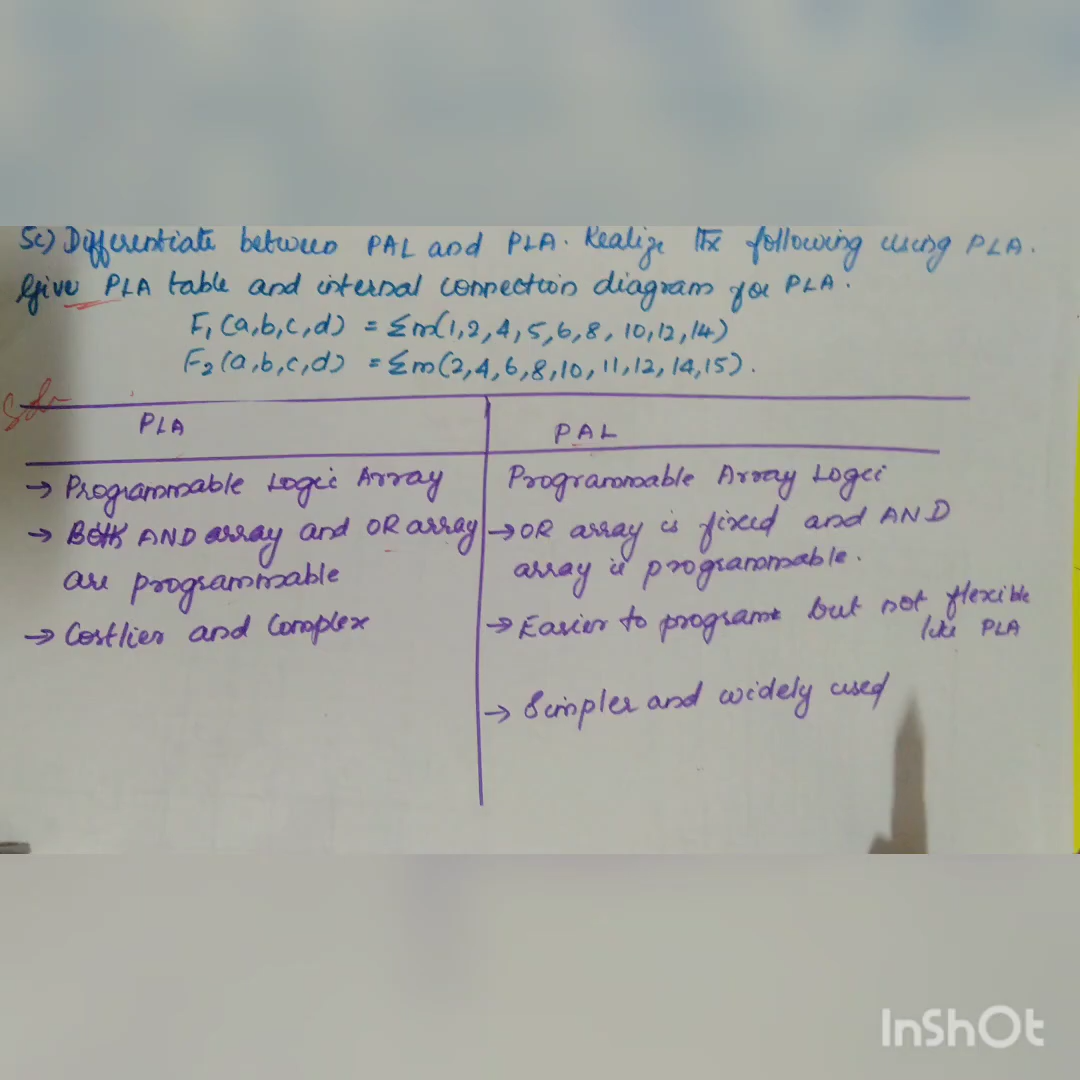 5c) Differentiate between PAL and PLA. Realize the following using PLA.
Give PLA table and internal connection diagram for PLA.
F₁(a,b,c,d) = Σm(1,2,4,5,6,8,10,12,14)
F₂(a,b,c,d) = Σm(2,4,6,8,10,11,12,14,15).
Soln
PLA
→ Programmable Logic Array
→ Both AND array and OR array
are programmable
→ Costlier and Complex
PAL
Programmable Array Logic
→ OR array is fixed and AND
array is programmable.
→ Easier to program but not flexible
like PLA
→ Simpler and widely used
InShOt